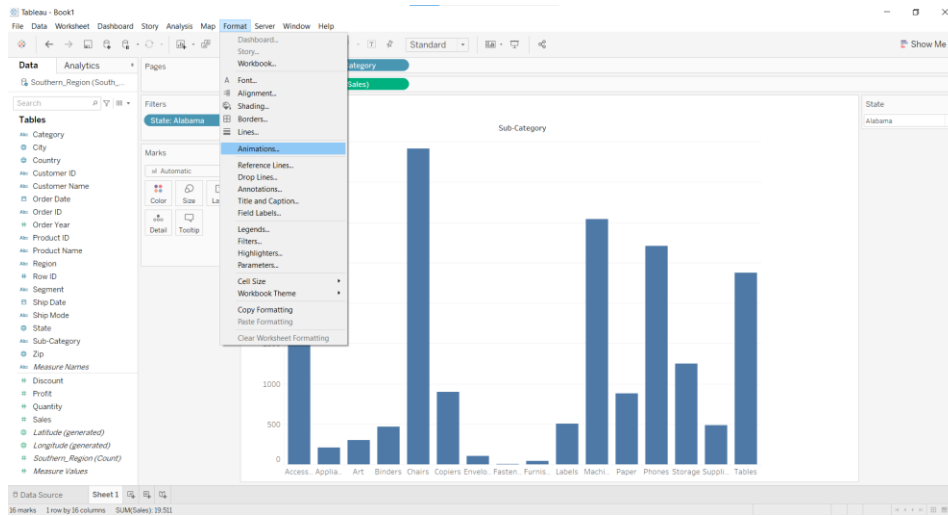 Tableau - Book1
File Data Worksheet Dashboard Story Analysis Map Format Server Window Help
Standard
Show Me
Data Analytics
Southern_Region (South_...
Search
Tables
Category
City
Country
Customer ID
Customer Name
Order Date
Order ID
Order Year
Product ID
Product Name
Region
Row ID
Segment
Ship Date
Ship Mode
State
Sub-Category
Zip
Measure Names
Discount
Profit
Quantity
Sales
Latitude (generated)
Longitude (generated)
Southern_Region (Count)
Measure Values
Pages
Filters
State: Alabama
Marks
Automatic
Color Size La
Detail Tooltip
Dashboard...
Story...
Workbook...
Font...
Alignment...
Shading...
Borders...
Lines...
Animations...
Reference Lines...
Drop Lines...
Annotations...
Title and Caption...
Field Labels...
Legends...
Filters...
Highlighters...
Parameters...
Cell Size
Workbook Theme
Copy Formatting
Paste Formatting
Clear Worksheet Formatting
ategory
Sales)
Sub-Category
1000
500
0
Access.. Applia.. Art Binders Chairs Copiers Envelo.. Fasten.. Furnis.. Labels Machi.. Paper Phones Storage Suppli.. Tables
State
Alabama
Data Source Sheet 1
16 marks 1 row by 16 columns SUM(Sales): 19,511